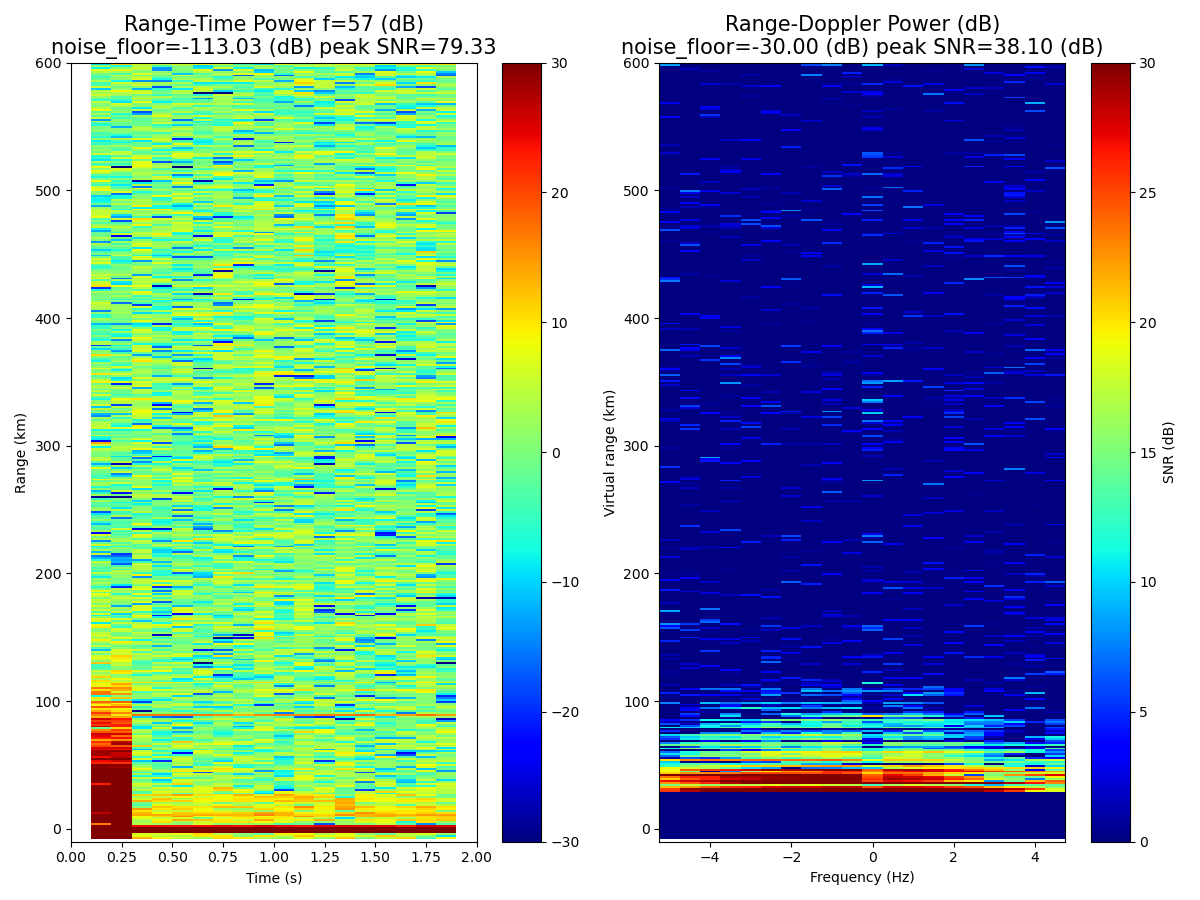 Range-Time Power f=57 (dB)
noise_floor=-113.03 (dB) peak SNR=79.33
600
500
400
300
200
100
0
Range (km)
0.00 0.25 0.50 0.75 1.00 1.25 1.50 1.75 2.00
Time (s)
30
20
10
0
−10
−20
−30
Range-Doppler Power (dB)
noise_floor=-30.00 (dB) peak SNR=38.10 (dB)
600
500
400
300
200
100
0
Virtual range (km)
−4 −2 0 2 4
Frequency (Hz)
30
25
20
15
10
5
0
SNR (dB)